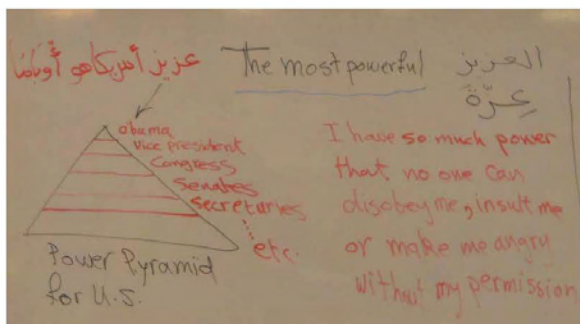 عزيز أمريكا هو أوباما
The most powerful
العزيز
عِزّة
obama
Vice president
Congress
Senates
Secretaries
etc.
Power Pyramid
for U.S.
I have so much power
that no one can
disobey me, insult me
or make me angry
without my permission